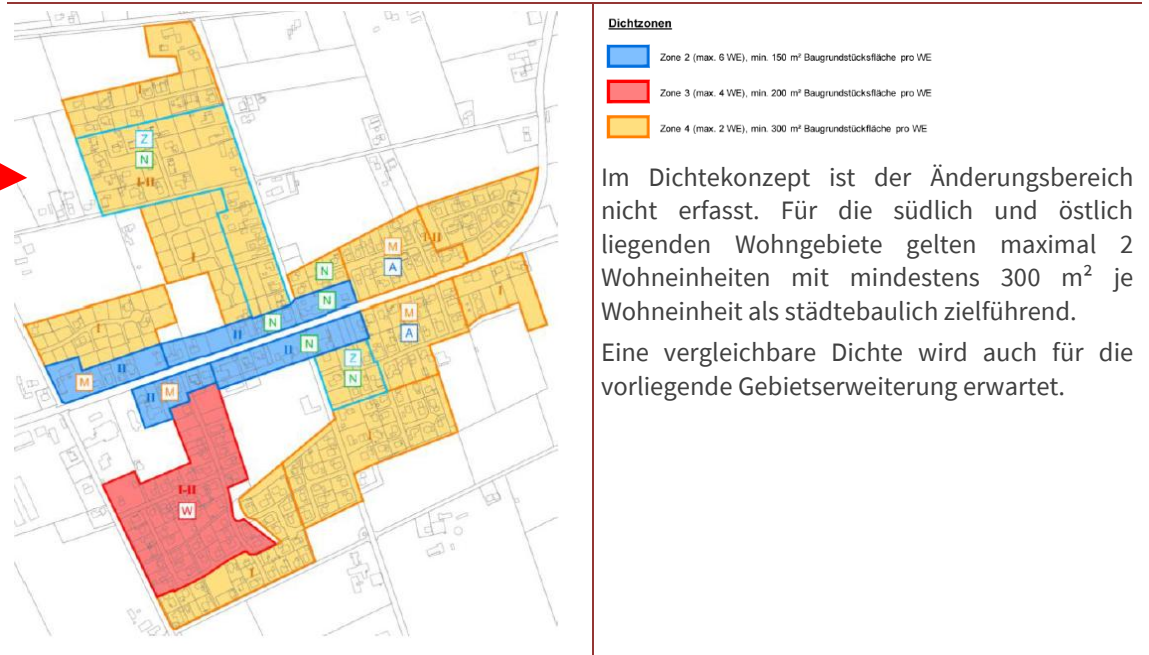 Dichtzonen
Zone 2 (max. 6 WE), min. 150 m² Baugrundstücksfläche pro WE
Zone 3 (max. 4 WE), min. 200 m² Baugrundstücksfläche pro WE
Zone 4 (max. 2 WE), min. 300 m² Baugrundstückfläche pro WE
Im Dichtekonzept ist der Änderungsbereich
nicht erfasst. Für die südlich und östlich
liegenden Wohngebiete gelten maximal 2
Wohneinheiten mit mindestens 300 m² je
Wohneinheit als städtebaulich zielführend.
Eine vergleichbare Dichte wird auch für die
vorliegende Gebietserweiterung erwartet.
I
Z
N
I-II
I
I-II
M
A
N
N
N
II
I
M
II
II
N
M
A
I
Z
N
II
M
I
I-II
W
I